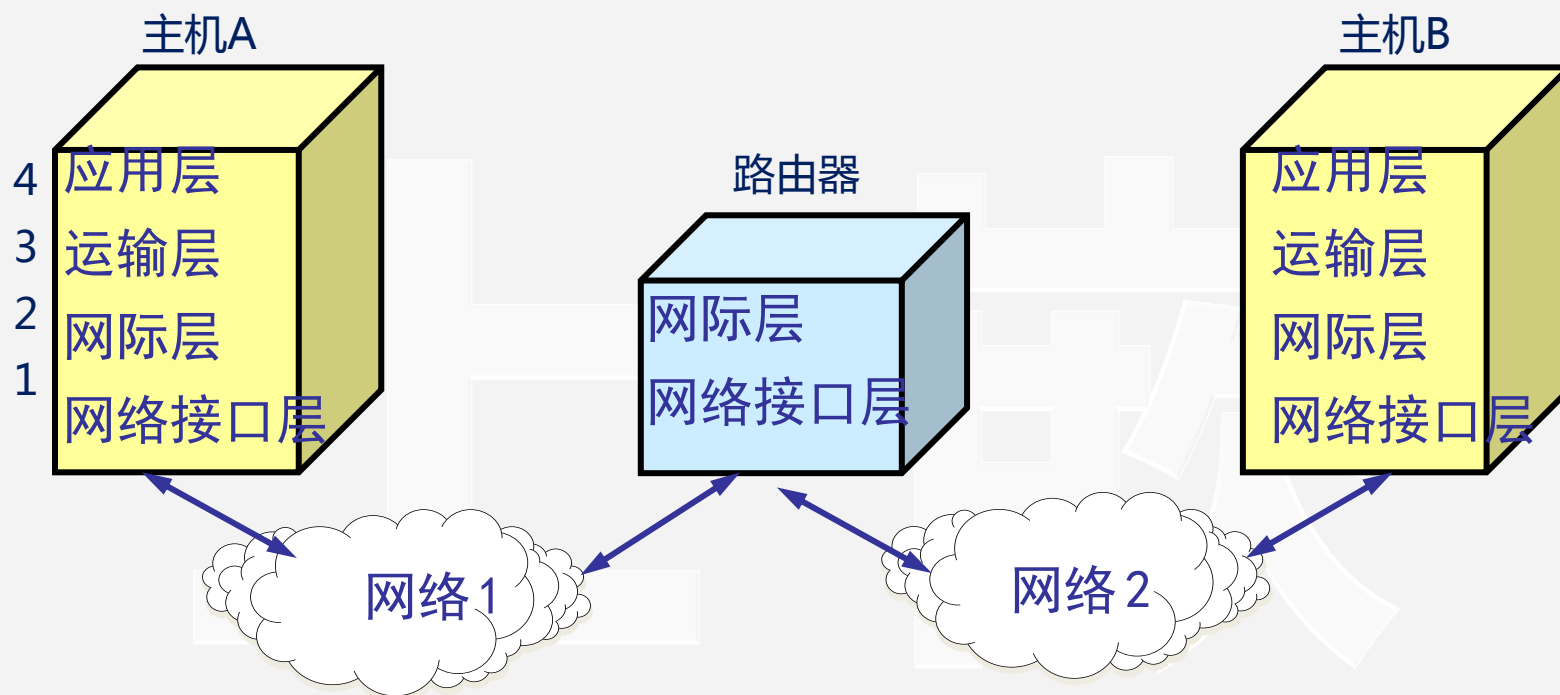 主机A
4 应用层
3 运输层
2 网际层
1 网络接口层
路由器
网际层
网络接口层
主机B
应用层
运输层
网际层
网络接口层
网络1
网络2